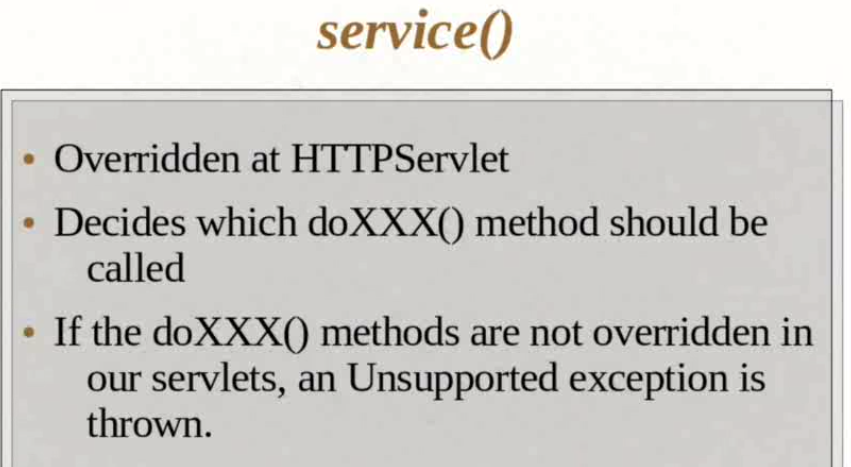 service()
• Overridden at HTTPServlet
• Decides which doXXX() method should be
called
• If the doXXX() methods are not overridden in
our servlets, an Unsupported exception is
thrown.